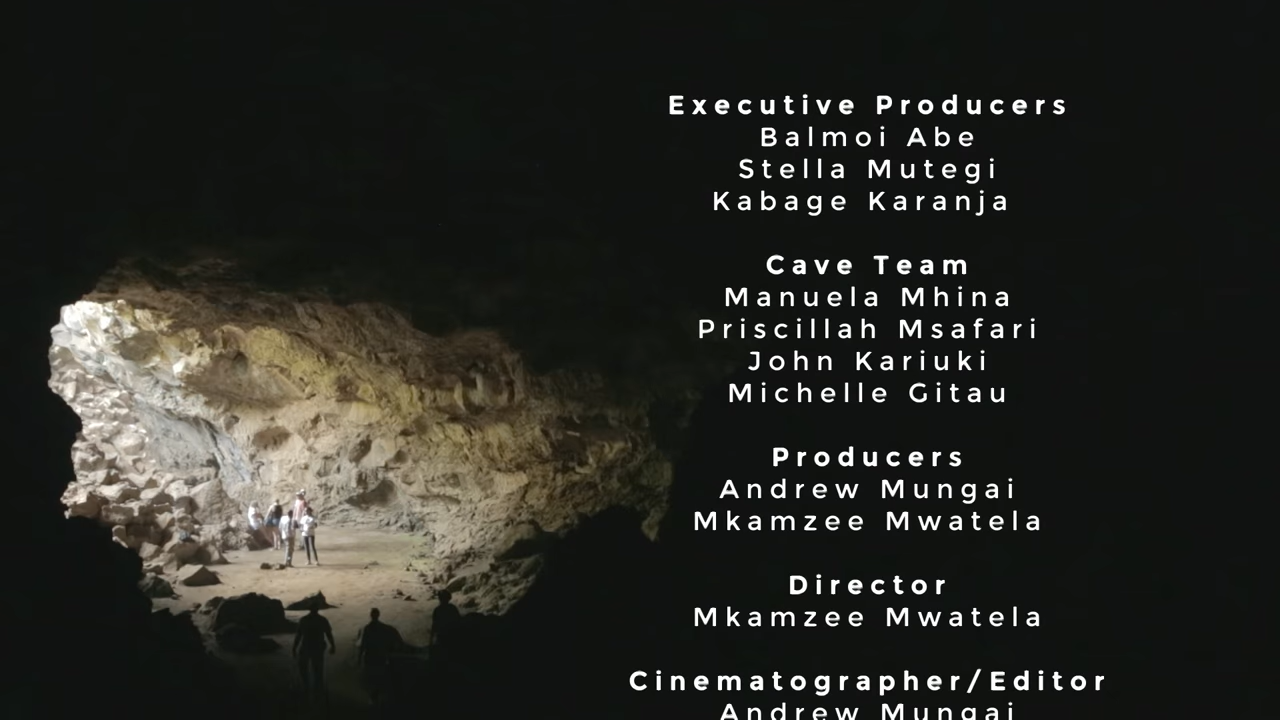 Executive Producers
Balmoi Abe
Stella Mutegi
Kabage Karanja
Cave Team
Manuela Mhina
Priscillah Msafari
John Kariuki
Michelle Gitau
Producers
Andrew Mungai
Mkamzee Mwatela
Director
Mkamzee Mwatela
Cinematographer/Editor
Andrew Mungai